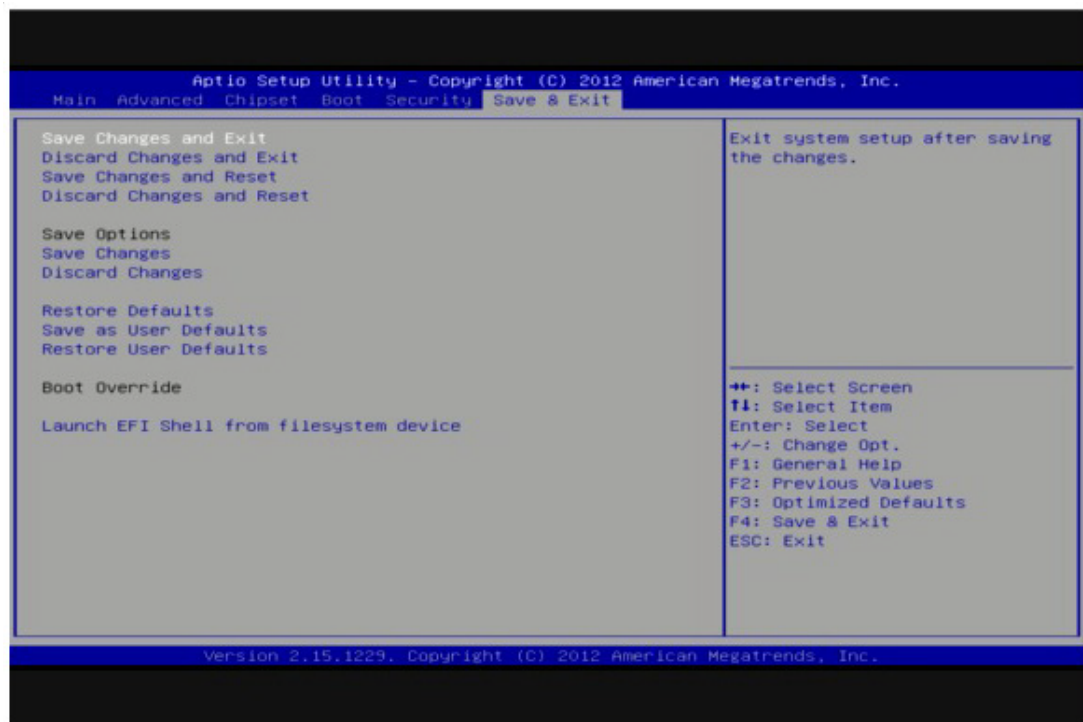 Aptio Setup Utility - Copyright (C) 2012 American Megatrends, Inc.
Main Advanced Chipset Boot Security Save & Exit
Save Changes and Exit
Discard Changes and Exit
Save Changes and Reset
Discard Changes and Reset
Save Options
Save Changes
Discard Changes
Restore Defaults
Save as User Defaults
Restore User Defaults
Boot Override
Launch EFI Shell from filesystem device
Exit system setup after saving
the changes.
→←: Select Screen
↑↓: Select Item
Enter: Select
+/-: Change Opt.
F1: General Help
F2: Previous Values
F3: Optimized Defaults
F4: Save & Exit
ESC: Exit
Version 2.15.1229. Copyright (C) 2012 American Megatrends, Inc.